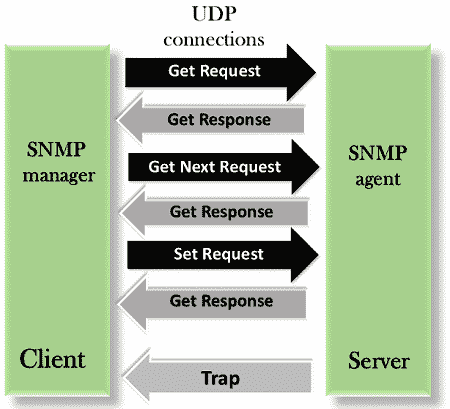 UDP
connections
Get Request
Get Response
SNMP
manager
Get Next Request
SNMP
agent
Get Response
Set Request
Get Response
Client
Trap
Server